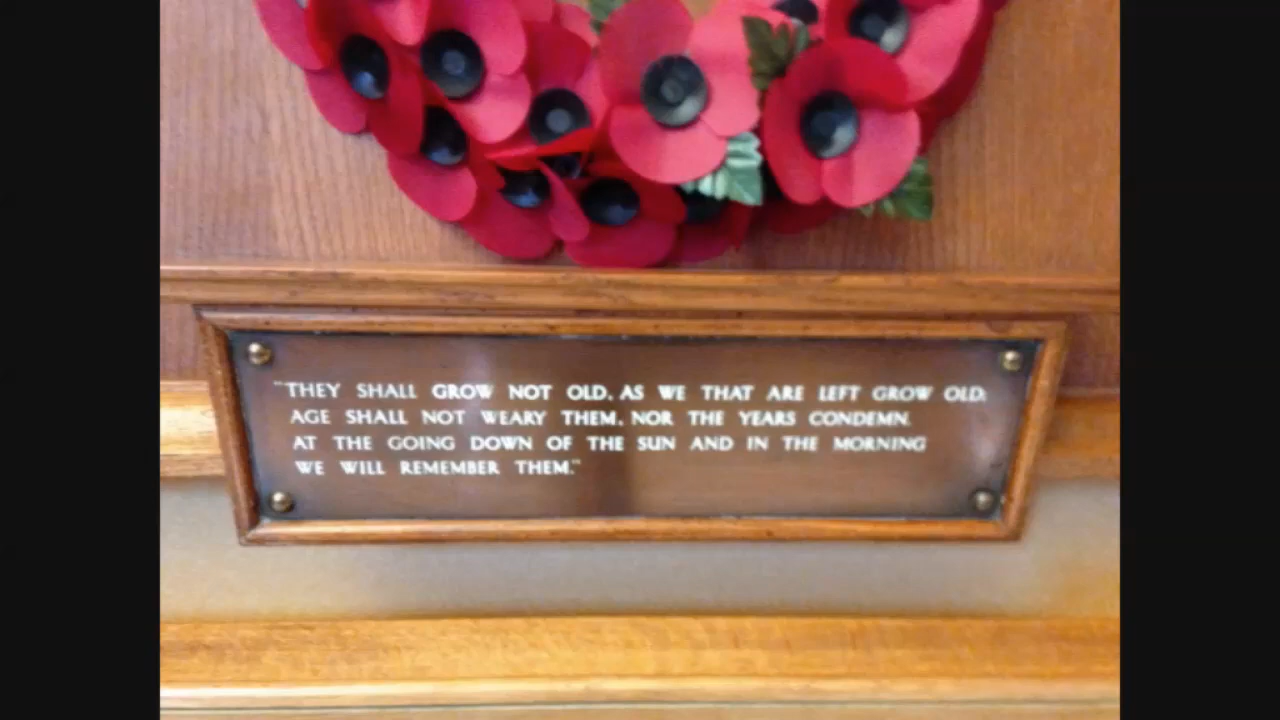 "THEY SHALL GROW NOT OLD, AS WE THAT ARE LEFT GROW OLD:
AGE SHALL NOT WEARY THEM, NOR THE YEARS CONDEMN.
AT THE GOING DOWN OF THE SUN AND IN THE MORNING
WE WILL REMEMBER THEM."